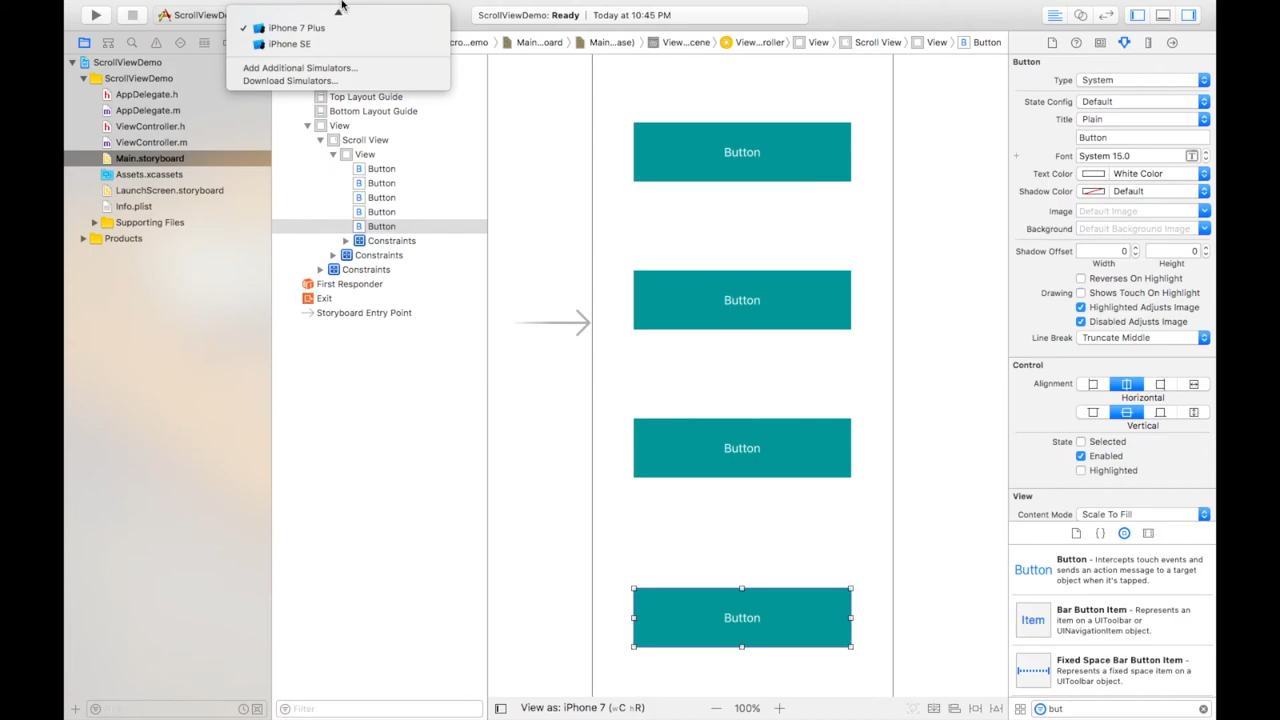 ScrollViewDe
iPhone 7 Plus
iPhone SE
Add Additional Simulators...
Download Simulators...
ScrollViewDemo: Ready | Today at 10:45 PM
cro...emo
Main...oard
Main...ase)
View...cene
View...roller
View
Scroll View
View
Button
ScrollViewDemo
ScrollViewDemo
AppDelegate.h
AppDelegate.m
ViewController.h
ViewController.m
Main.storyboard
Assets.xcassets
LaunchScreen.storyboard
Info.plist
Supporting Files
Products
Top Layout Guide
Bottom Layout Guide
View
Scroll View
View
Button
Button
Button
Button
Button
Constraints
Constraints
Constraints
First Responder
Exit
Storyboard Entry Point
Filter
Button
Button
Button
Button
View as: iPhone 7 (wC hR)
100%
Button
Type System
State Config Default
Title Plain
Button
Font System 15.0
Text Color White Color
Shadow Color Default
Image Default Image
Background Default Background Image
Shadow Offset 0 0
Width Height
Reverses On Highlight
Drawing Shows Touch On Highlight
Highlighted Adjusts Image
Disabled Adjusts Image
Line Break Truncate Middle
Control
Alignment
Horizontal
Vertical
State Selected
Enabled
Highlighted
View
Content Mode Scale To Fill
Button
Button - Intercepts touch events and
sends an action message to a target
object when it's tapped.
Item
Bar Button Item - Represents an
item on a UIToolbar or
UINavigationItem object.
Fixed Space Bar Button Item -
Represents a fixed space item on a
UIToolbar object.
but